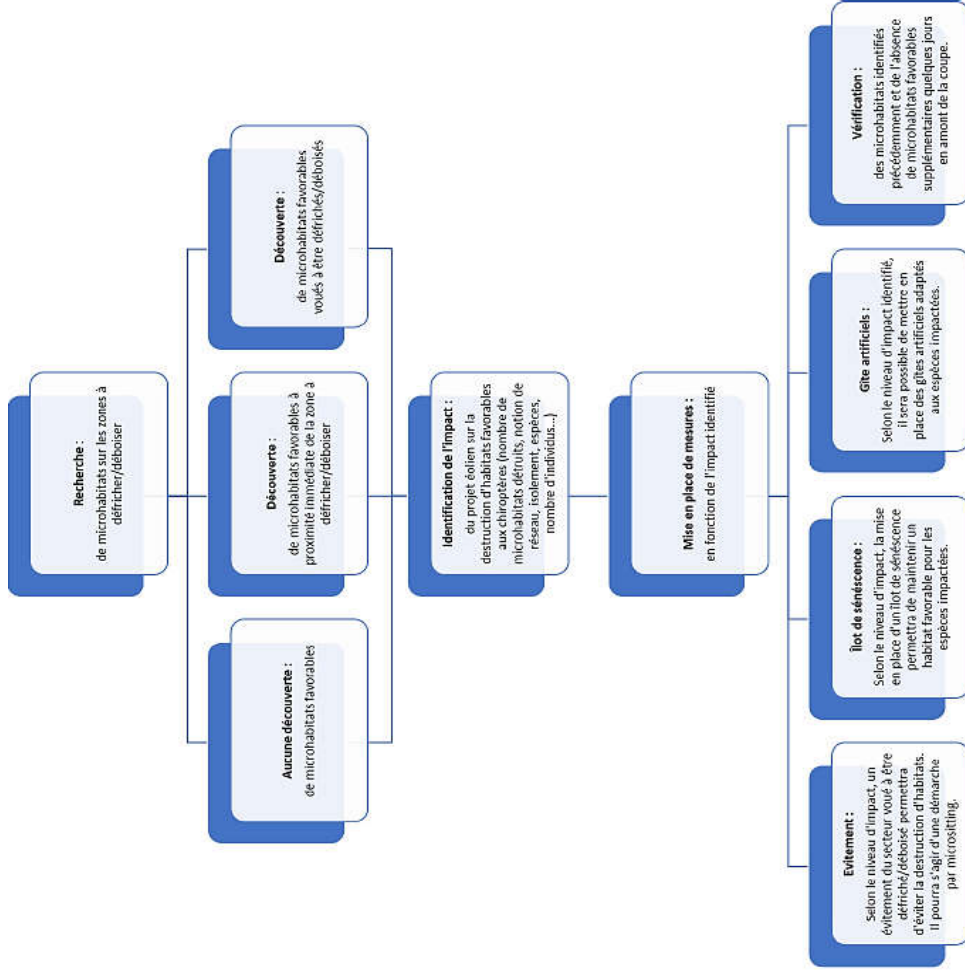 Recherche :
de microhabitats sur les zones à
défricher/déboiser
Aucune découverte :
de microhabitats favorables
Découverte :
de microhabitats favorables à
proximité immédiate de la zone à
défricher/déboiser
Découverte :
de microhabitats favorables
voués à être défrichés/déboisés
Identification de l'impact :
du projet éolien sur la
destruction d'habitats favorables
aux chiroptères (nombre de
microhabitats détruits, notion de
réseau, isolement, espèces,
nombre d'individus...)
Mise en place de mesures :
en fonction de l'impact identifié
Evitement :
Selon le niveau d'impact, un
évitement du secteur voué à être
défriché/déboisé permettra
d'éviter la destruction d'habitats.
Il pourra s'agir d'une démarche
par micrositting.
Îlot de sénéscence :
Selon le niveau d'impact, la mise
en place d'un îlot de sénéscence
permettra de maintenir un
habitat favorable pour les
espèces impactées.
Gîte artificiels :
Selon le niveau d'impact identifié,
il sera possible de mettre en
place des gîtes artificiels adaptés
aux espèces impactées.
Vérification :
des microhabitats identifiés
précédemment et de l'absence
de microhabitats favorables
supplémentaires quelques jours
en amont de la coupe.